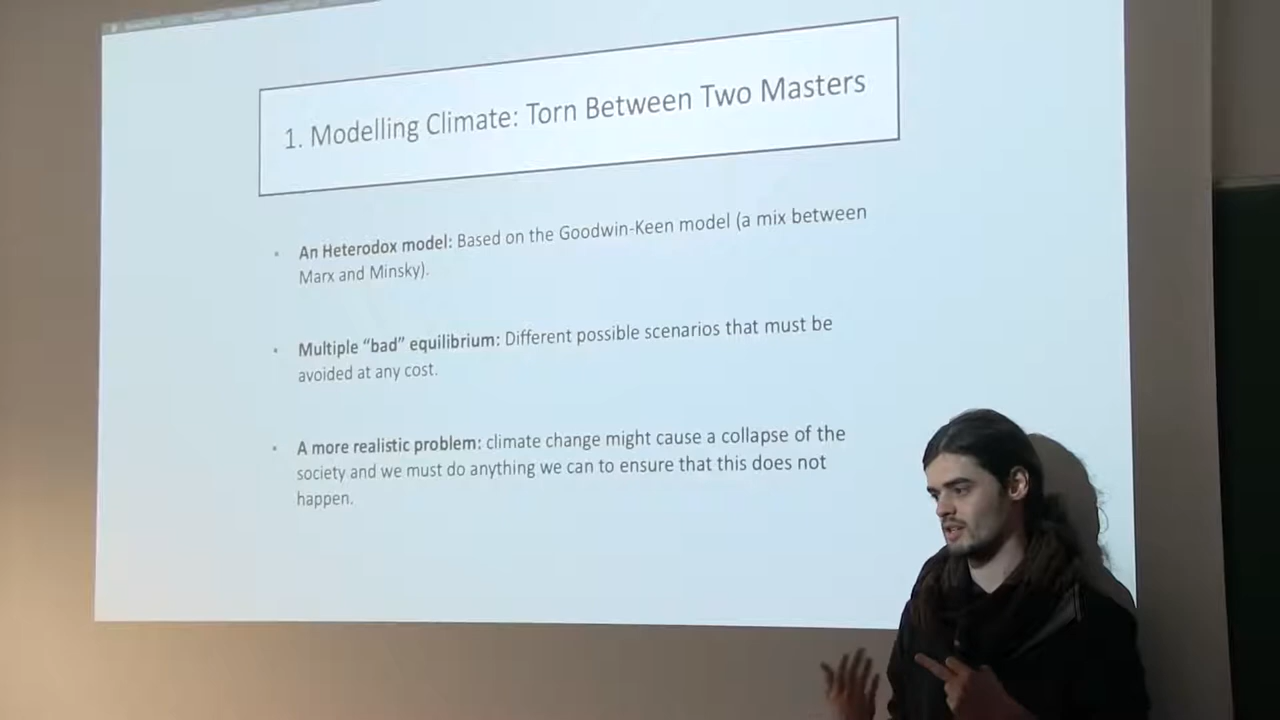 1. Modelling Climate: Torn Between Two Masters
• An Heterodox model: Based on the Goodwin-Keen model (a mix between
Marx and Minsky).
• Multiple “bad” equilibrium: Different possible scenarios that must be
avoided at any cost.
• A more realistic problem: climate change might cause a collapse of the
society and we must do anything we can to ensure that this does not
happen.